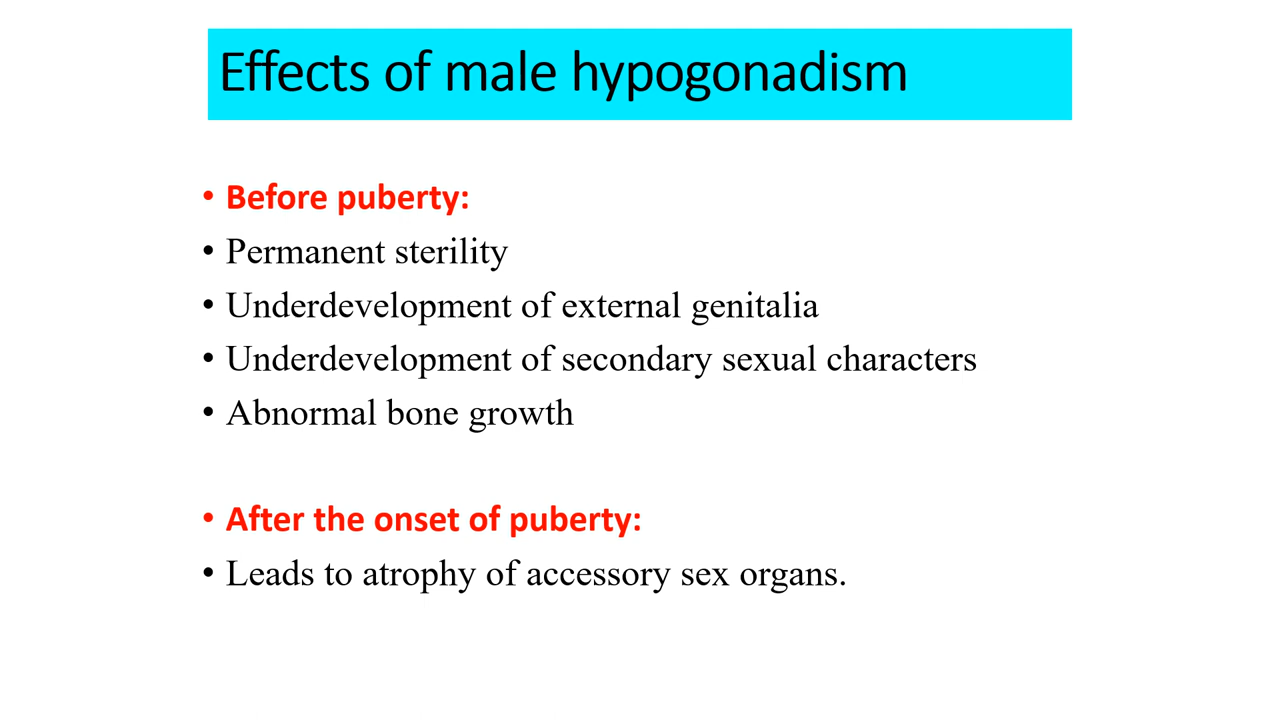 Effects of male hypogonadism
• Before puberty:
• Permanent sterility
• Underdevelopment of external genitalia
• Underdevelopment of secondary sexual characters
• Abnormal bone growth
• After the onset of puberty:
• Leads to atrophy of accessory sex organs.